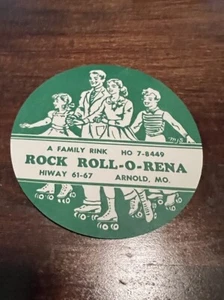 A FAMILY RINK HO 7-8449
ROCK ROLL-O-RENA
HIWAY 61-67 ARNOLD, MO.